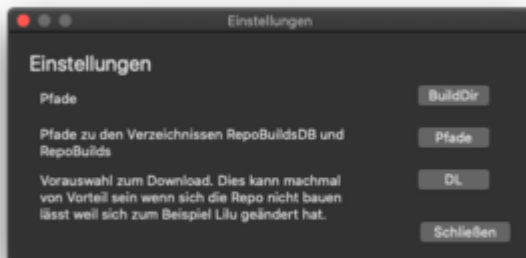 Einstellungen
Einstellungen
Pfade
BuildDir
Pfade zu den Verzeichnissen RepoBuildsDB und
RepoBuilds
Pfade
Vorauswahl zum Download. Dies kann machmal
von Vorteil sein wenn sich die Repo nicht bauen
lässt weil sich zum Beispiel Lilu geändert hat.
DL
Schließen